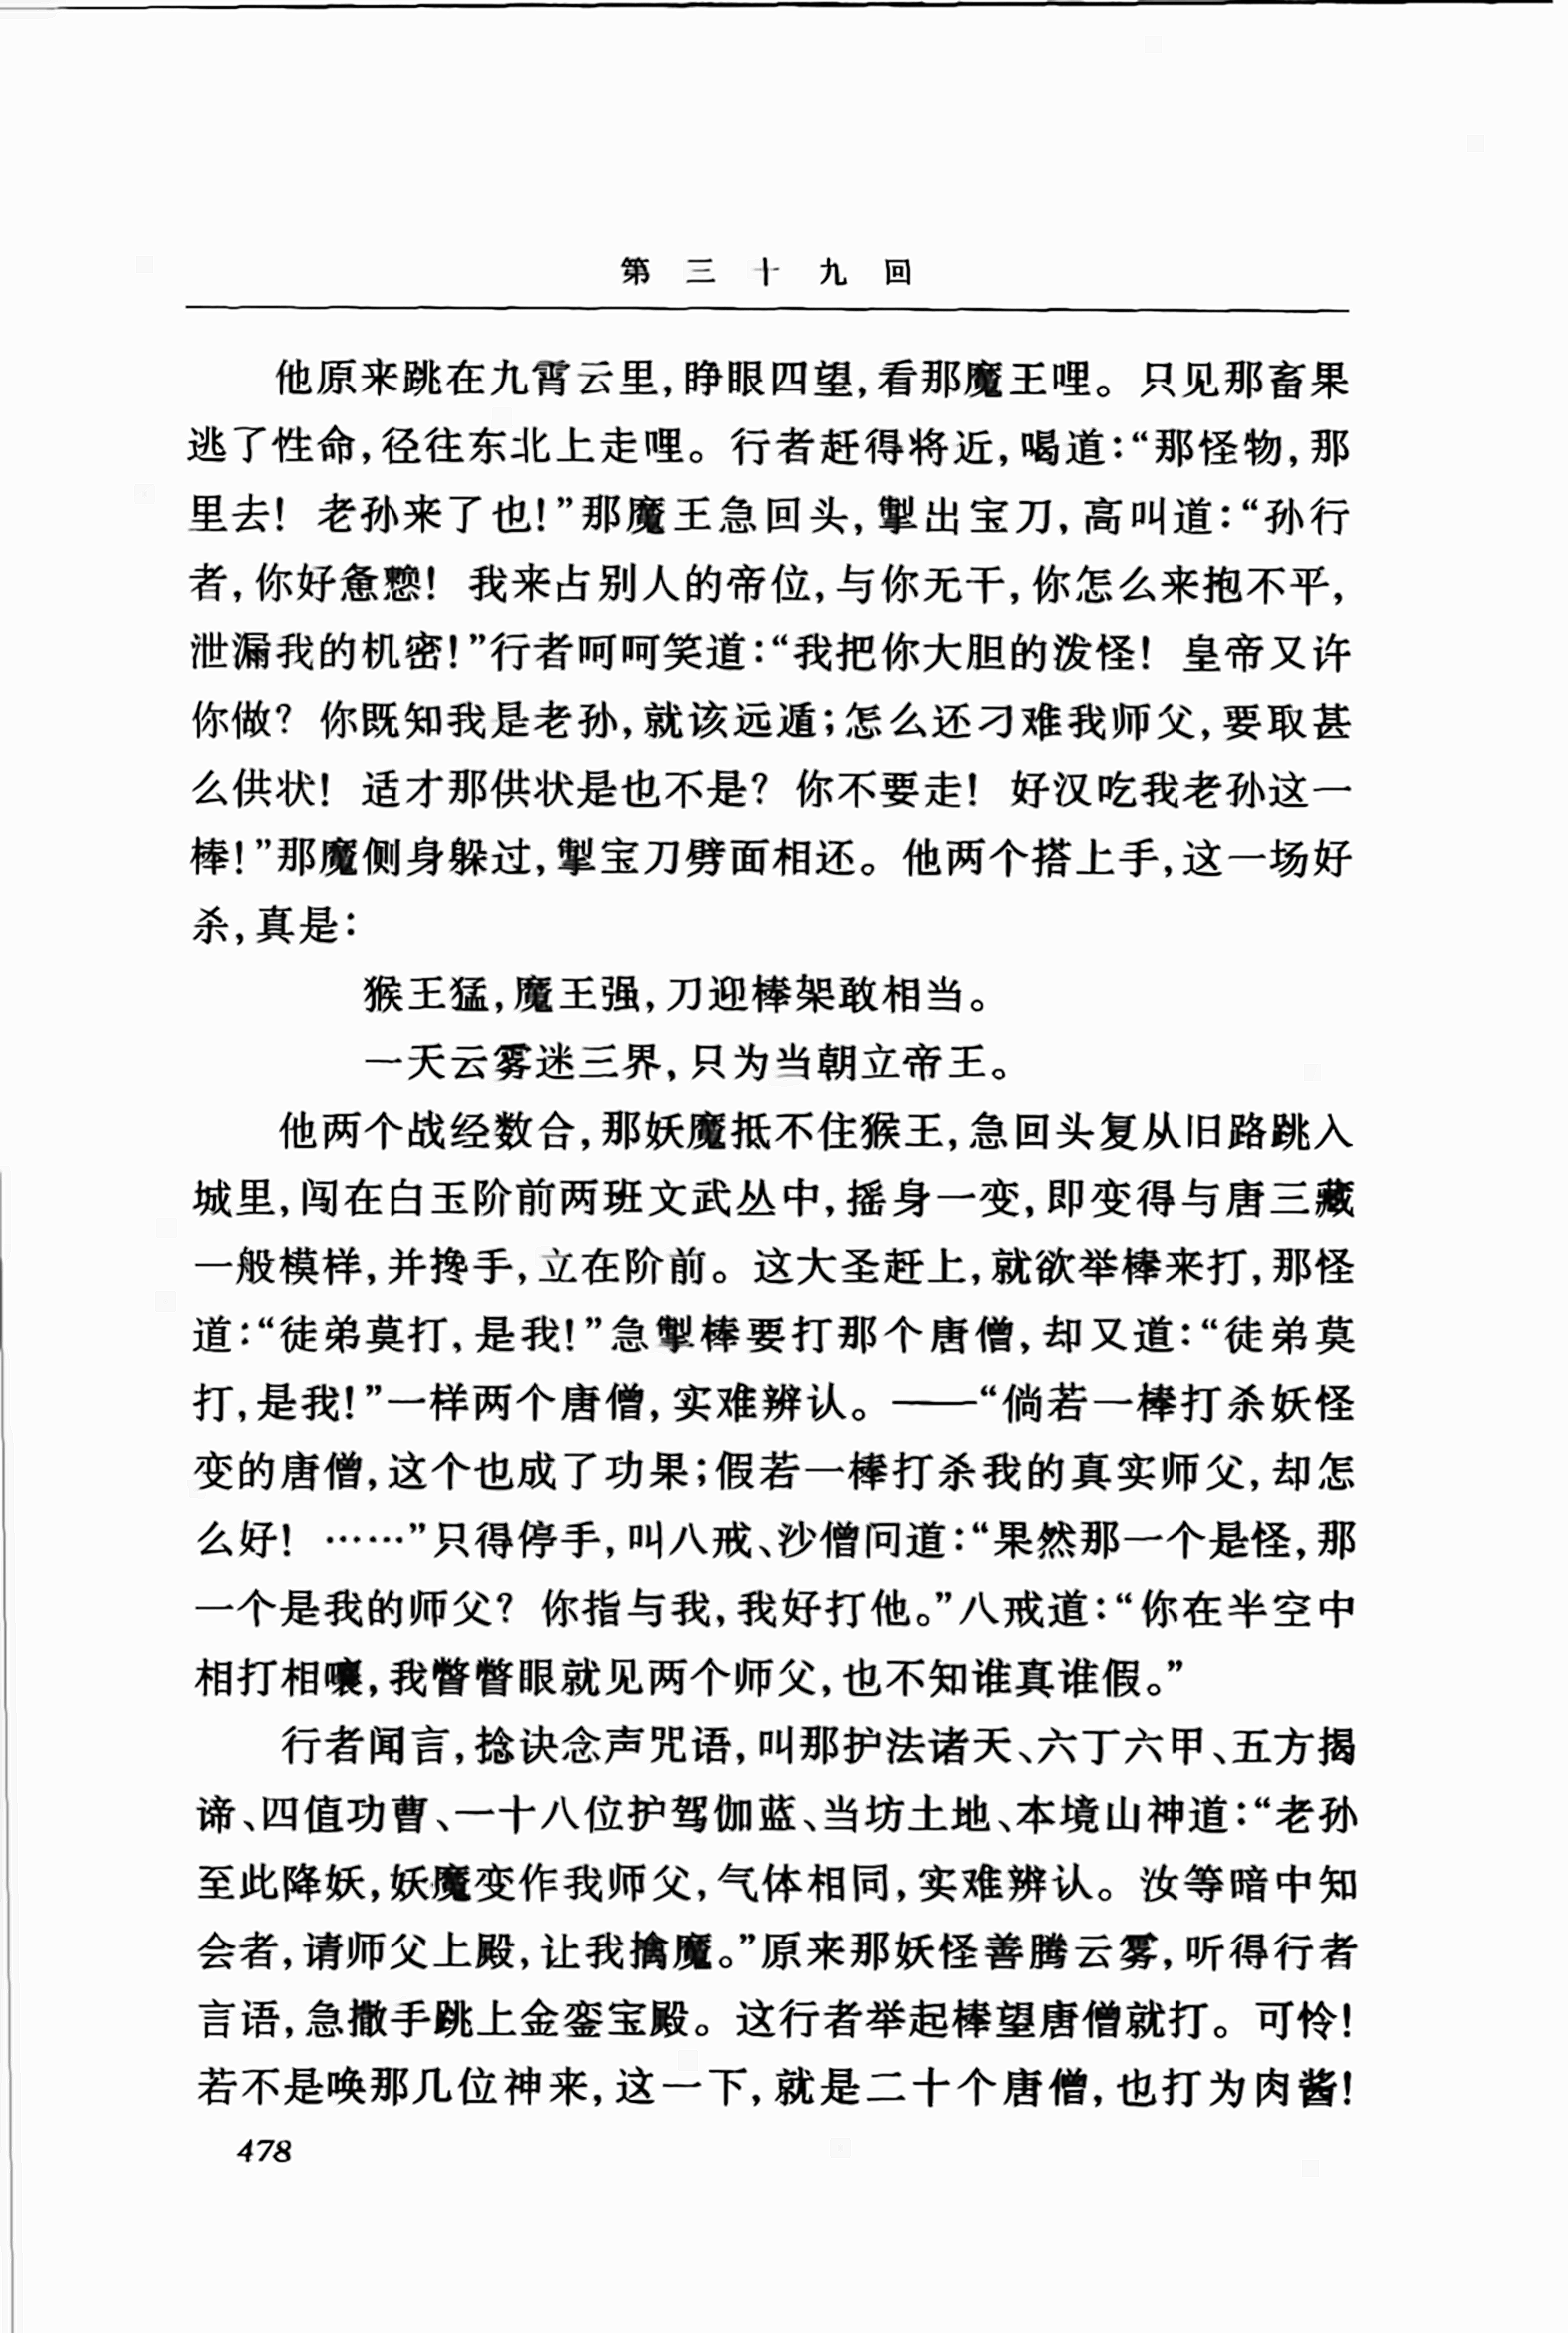 第三十九回
他原来跳在九霄云里,睁眼四望,看那魔王哩。只见那畜果
逃了性命,径往东北上走哩。行者赶得将近,喝道:“那怪物,那
里去! 老孙来了也!”那魔王急回头,掣出宝刀,高叫道:“孙行
者,你好惫懒! 我来占别人的帝位,与你无干,你怎么来抱不平,
泄漏我的机密!”行者呵呵笑道:“我把你大胆的泼怪! 皇帝又许
你做? 你既知我是老孙,就该远遁;怎么还刁难我师父,要取甚
么供状! 适才那供状是也不是? 你不要走! 好汉吃我老孙这一
棒!”那魔侧身躲过,掣宝刀劈面相还。他两个搭上手,这一场好
杀,真是:
猴王猛,魔王强,刀迎棒架敢相当。
一天云雾迷三界,只为当朝立帝王。
他两个战经数合,那妖魔抵不住猴王,急回头复从旧路跳入
城里,闯在白玉阶前两班文武丛中,摇身一变,即变得与唐三藏
一般模样,并搀手,立在阶前。这大圣赶上,就欲举棒来打,那怪
道:“徒弟莫打,是我!”急掣棒要打那个唐僧,却又道:“徒弟莫
打,是我!”一样两个唐僧,实难辨认。——“倘若一棒打杀妖怪
变的唐僧,这个也成了功果;假若一棒打杀我的真实师父,却怎
么好! ……”只得停手,叫八戒、沙僧问道:“果然那一个是怪,那
一个是我的师父? 你指与我,我好打他。”八戒道:“你在半空中
相打相嚷,我瞥瞥眼就见两个师父,也不知谁真谁假。”
行者闻言,捻诀念声咒语,叫那护法诸天、六丁六甲、五方揭
谛、四值功曹、一十八位护驾伽蓝、当坊土地、本境山神道:“老孙
至此降妖,妖魔变作我师父,气体相同,实难辨认。汝等暗中知
会者,请师父上殿,让我擒魔。”原来那妖怪善腾云雾,听得行者
言语,急撒手跳上金銮宝殿。这行者举起棒望唐僧就打。可怜!
若不是唤那几位神来,这一下,就是二十个唐僧,也打为肉酱!
478